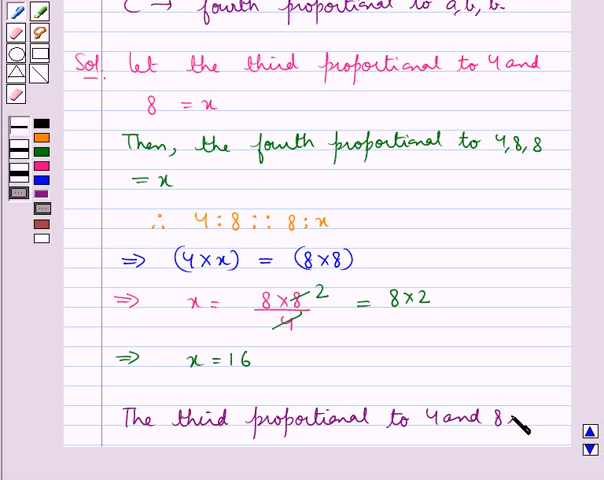 C → fourth proportional to a, b, b.
Sol. Let the third proportional to 4 and
8 = x
Then, the fourth proportional to 4, 8, 8
= x
∴ 4 : 8 : : 8 : x
⇒ (4 × x) = (8 × 8)
⇒ x = 8 × 8 2 / 4 = 8 × 2
⇒ x = 16
The third proportional to 4 and 8